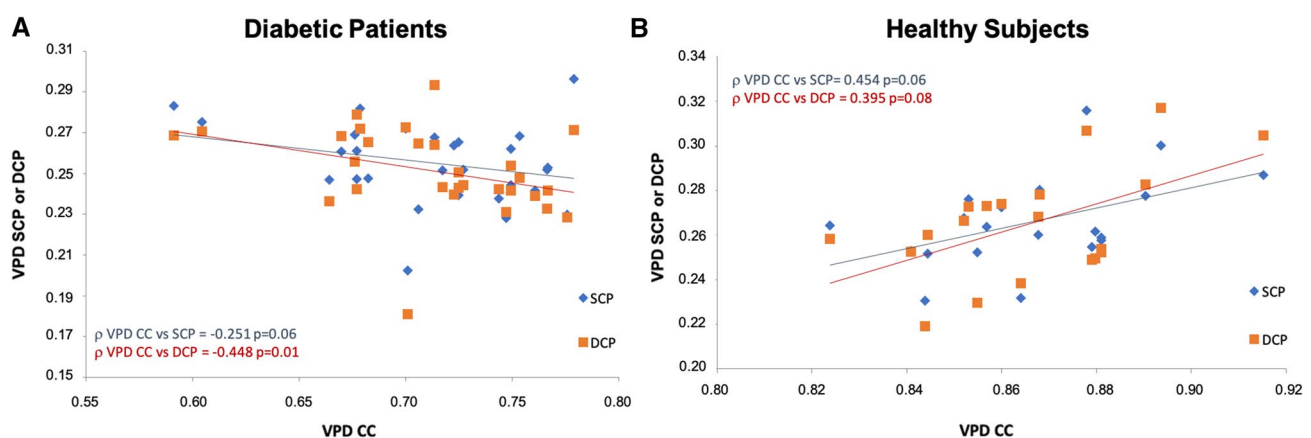 A
Diabetic Patients
0.31
0.29
0.27
0.25
0.23
0.21
0.19
0.17
0.15
VPD SCP or DCP
ρ VPD CC vs SCP = -0.251 p=0.06
ρ VPD CC vs DCP = -0.448 p=0.01
SCP
DCP
0.55 0.60 0.65 0.70 0.75 0.80
VPD CC
B
Healthy Subjects
0.34
0.32
0.30
0.28
0.26
0.24
0.22
0.20
VPD SCP or DCP
ρ VPD CC vs SCP= 0.454 p=0.06
ρ VPD CC vs DCP = 0.395 p=0.08
SCP
DCP
0.80 0.82 0.84 0.86 0.88 0.90 0.92
VPD CC